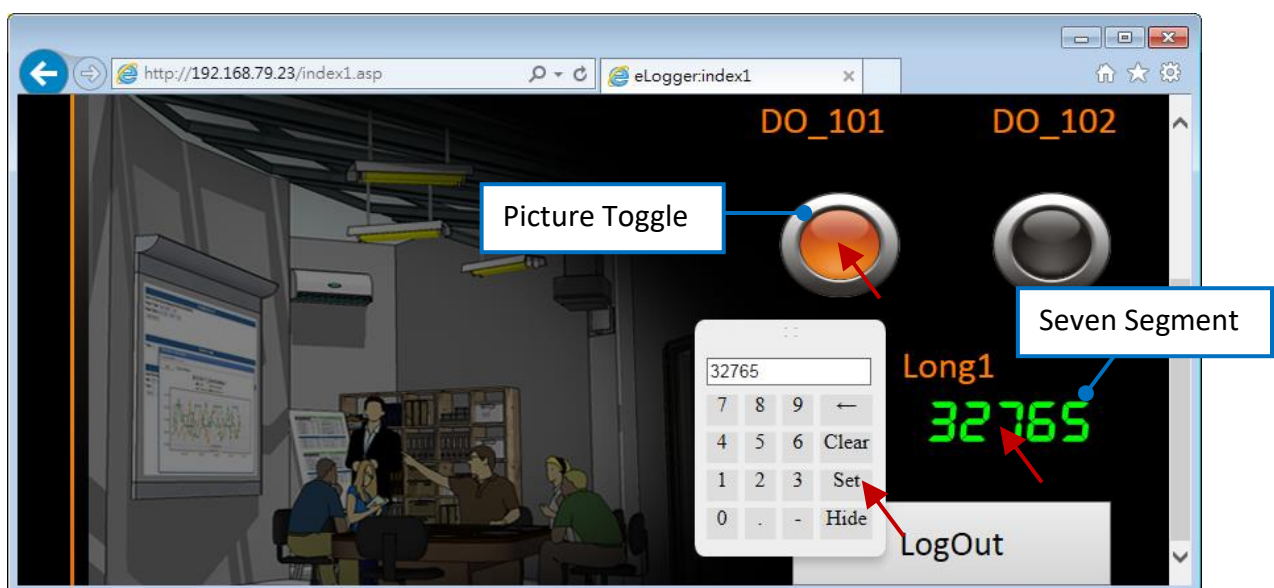 http://192.168.79.23/index1.asp
eLogger:index1
DO_101 DO_102
Picture Toggle
Seven Segment
Long1
32765
32765
7 8 9 ←
4 5 6 Clear
1 2 3 Set
0 . - Hide
LogOut